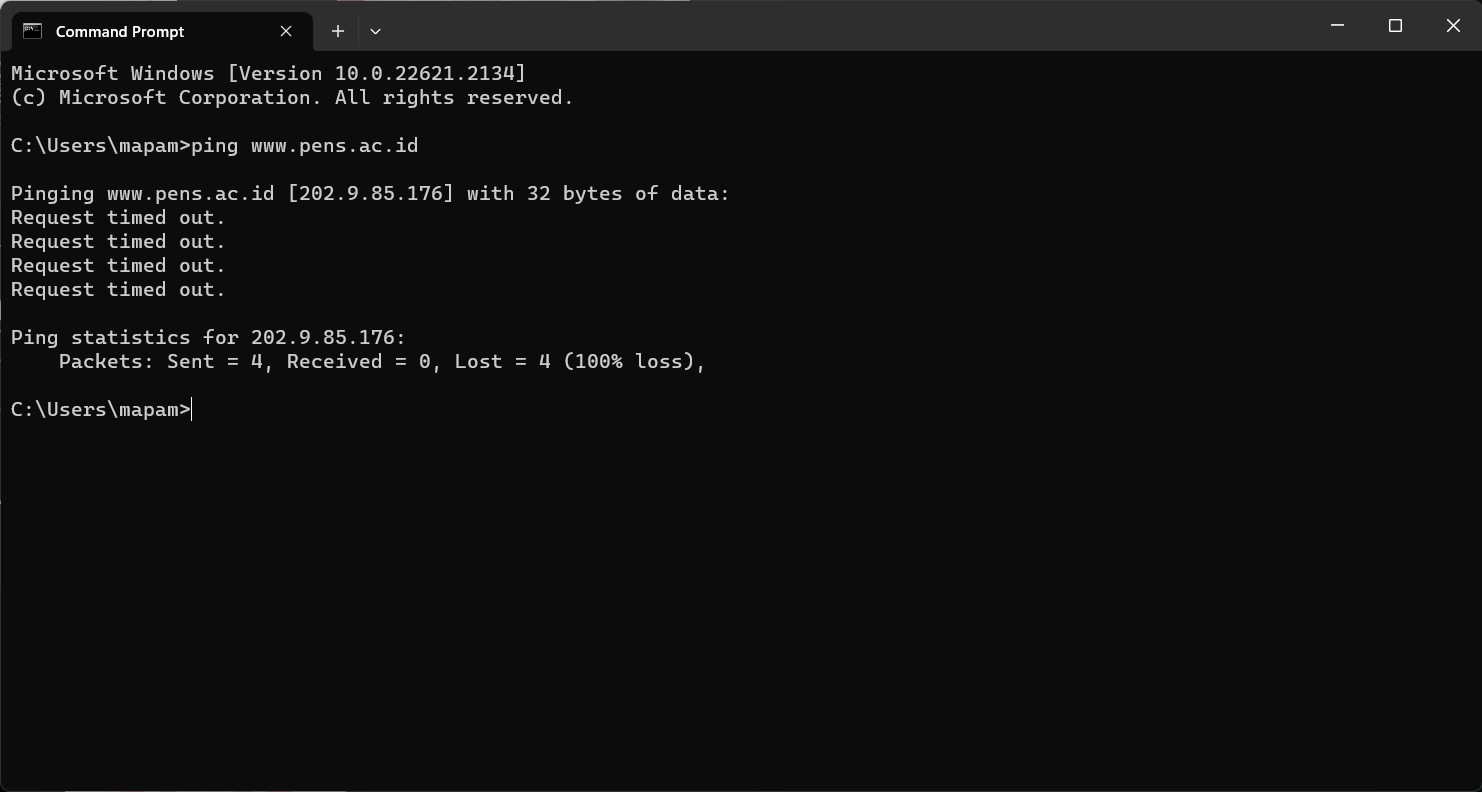 Command Prompt
Microsoft Windows [Version 10.0.22621.2134]
(c) Microsoft Corporation. All rights reserved.
C:\Users\mapam>ping www.pens.ac.id
Pinging www.pens.ac.id [202.9.85.176] with 32 bytes of data:
Request timed out.
Request timed out.
Request timed out.
Request timed out.
Ping statistics for 202.9.85.176:
    Packets: Sent = 4, Received = 0, Lost = 4 (100% loss),
C:\Users\mapam>